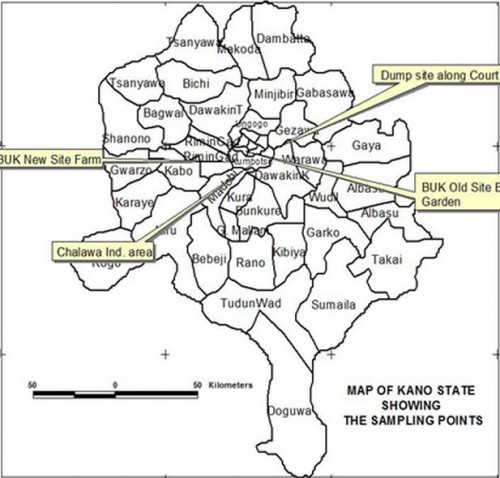 Tsanyawa
Makoda
Dambatta
Tsanyawa
Bichi
Dump site along Court
Minjibir
Gabasawa
Bagwai
DawakinT
Ungogo
Gezawa
Shanono
RiminGad
Gaya
BUK New Site Farm
RiminGad
Kumbotso
Warawa
Gwarzo
Kabo
DawakinK
Albasu
BUK Old Site B
Garden
Karaye
Madobi
Kura
Wudil
Bunkure
Albasu
G. Mallam
Garko
Chalawa Ind. area
Rogo
Bebeji
Rano
Kibiya
Takai
TudunWad
Sumaila
50 0 50 Kilometers
MAP OF KANO STATE
SHOWING
THE SAMPLING POINTS
Doguwa